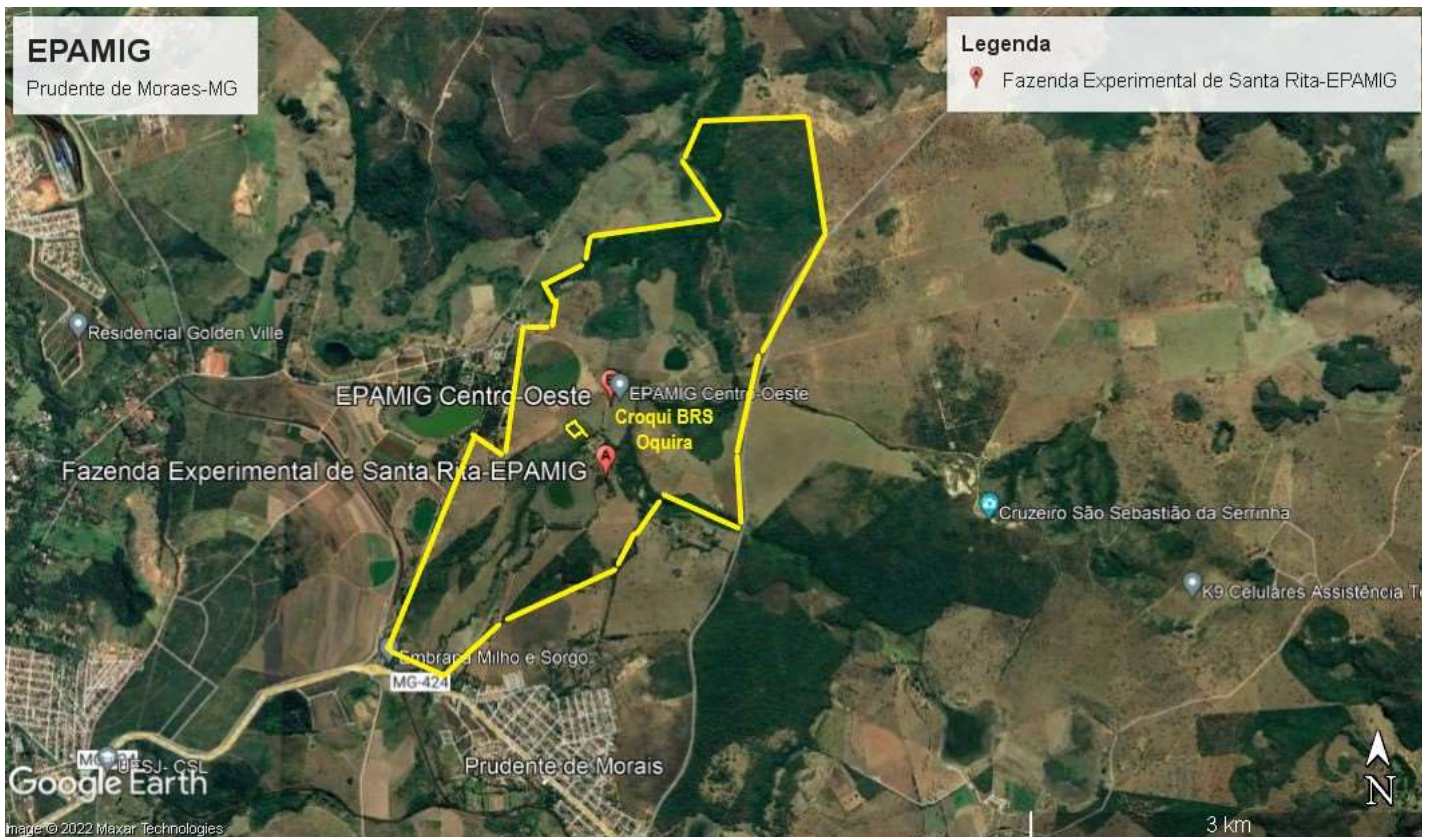 EPAMIG
Prudente de Moraes-MG
Legenda
A
Fazenda Experimental de Santa Rita-EPAMIG
Residencial Golden Ville
EPAMIG Centro-Oeste
EPAMIG Centro-Oeste
Croqui BRS
Oquira
Fazenda Experimental de Santa Rita-EPAMIG
A
Cruzeiro São Sebastião da Serrinha
K9 Celulares Assistência
Embrapa Milho e Sorgo
MG-424
Prudente de Morais
UFSJ- CSL
Google Earth
N
Image © 2022 Maxar Technologies
3 km